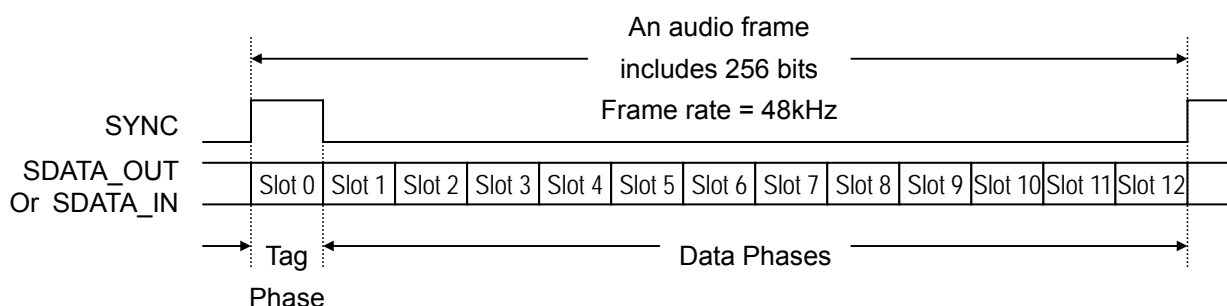 An audio frame
includes 256 bits
Frame rate = 48kHz
SYNC
SDATA_OUT
Or SDATA_IN
Slot 0 Slot 1 Slot 2 Slot 3 Slot 4 Slot 5 Slot 6 Slot 7 Slot 8 Slot 9 Slot 10 Slot 11 Slot 12
Tag
Phase
Data Phases